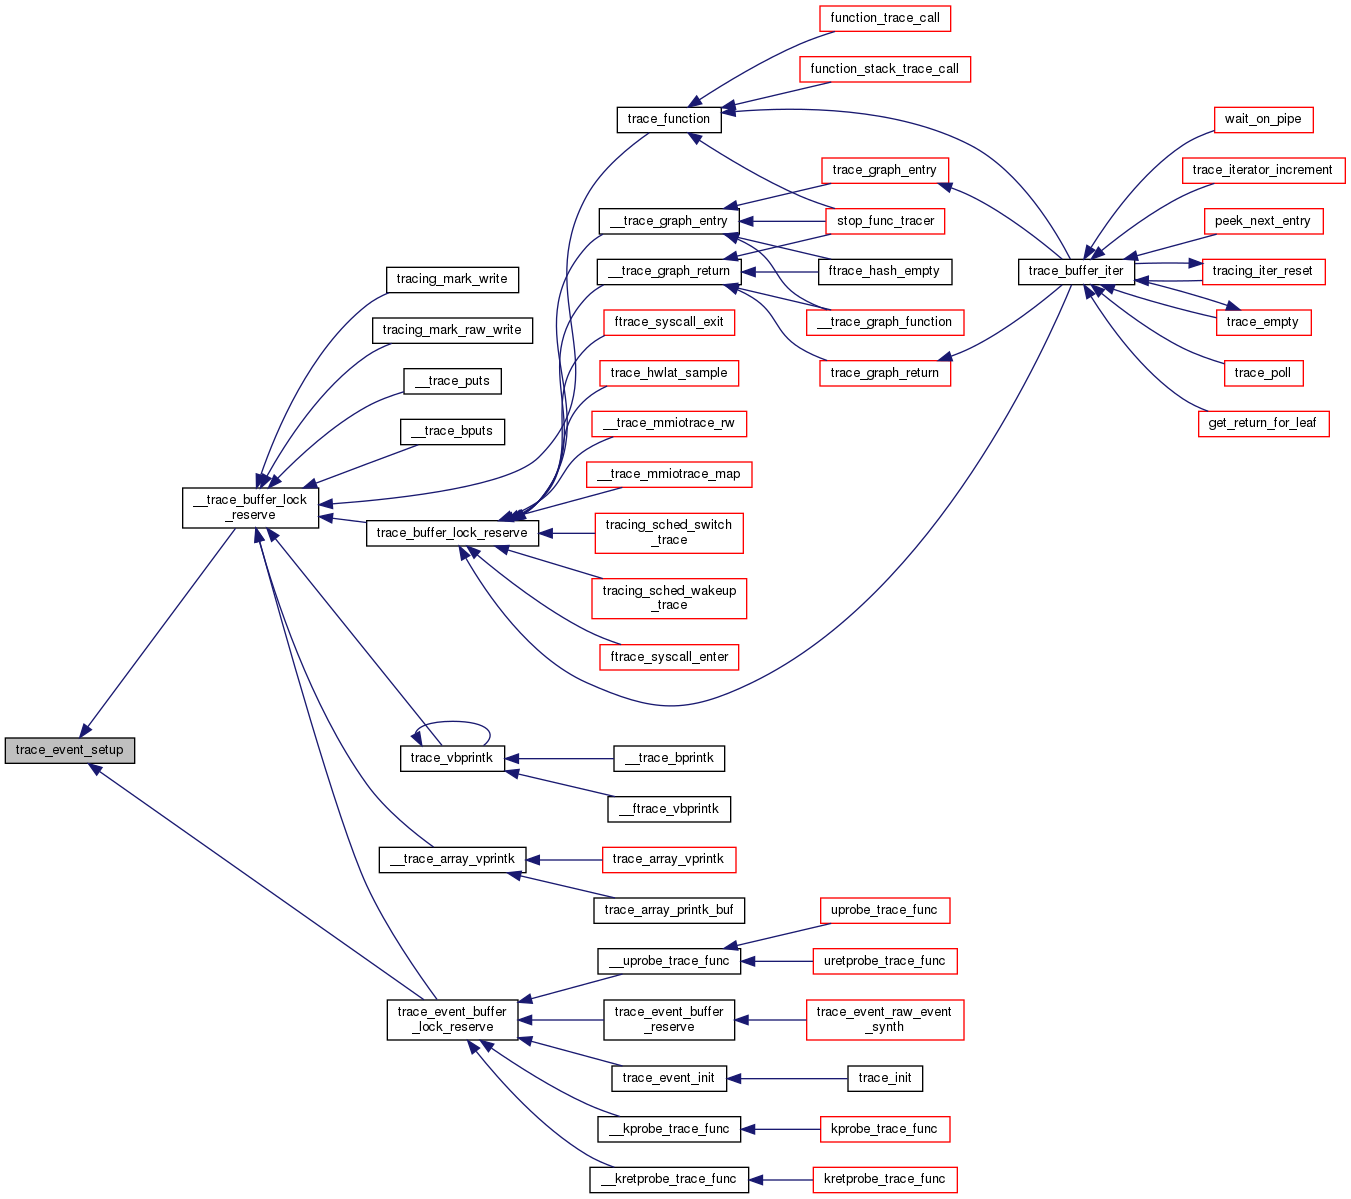 function_trace_call
function_stack_trace_call
trace_function
wait_on_pipe
trace_graph_entry
trace_iterator_increment
__trace_graph_entry
stop_func_tracer
peek_next_entry
tracing_mark_write
__trace_graph_return
ftrace_hash_empty
trace_buffer_iter
tracing_iter_reset
tracing_mark_raw_write
ftrace_syscall_exit
__trace_graph_function
trace_empty
__trace_puts
trace_hwlat_sample
trace_graph_return
trace_poll
__trace_bputs
__trace_mmiotrace_rw
get_return_for_leaf
__trace_mmiotrace_map
__trace_buffer_lock
_reserve
trace_buffer_lock_reserve
tracing_sched_switch
_trace
tracing_sched_wakeup
_trace
ftrace_syscall_enter
trace_event_setup
trace_vbprintk
__trace_bprintk
__ftrace_vbprintk
__trace_array_vprintk
trace_array_vprintk
trace_array_printk_buf
uprobe_trace_func
__uprobe_trace_func
uretprobe_trace_func
trace_event_buffer
_lock_reserve
trace_event_buffer
_reserve
trace_event_raw_event
_synth
trace_event_init
trace_init
__kprobe_trace_func
kprobe_trace_func
__kretprobe_trace_func
kretprobe_trace_func